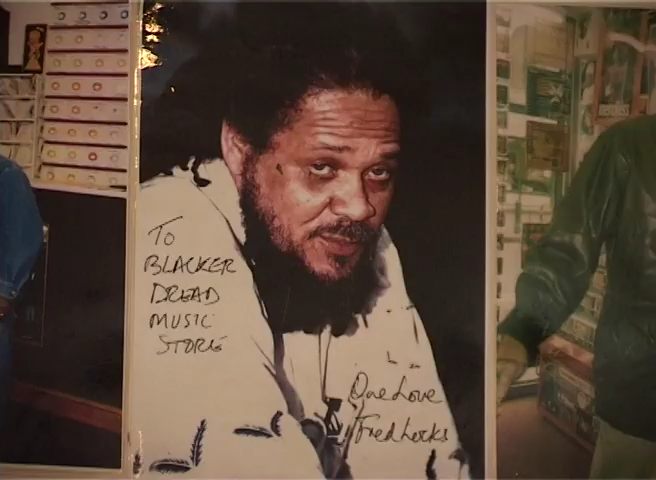 To
BLACKER
DREAD
MUSIC
STORE
One Love
Fred Locks